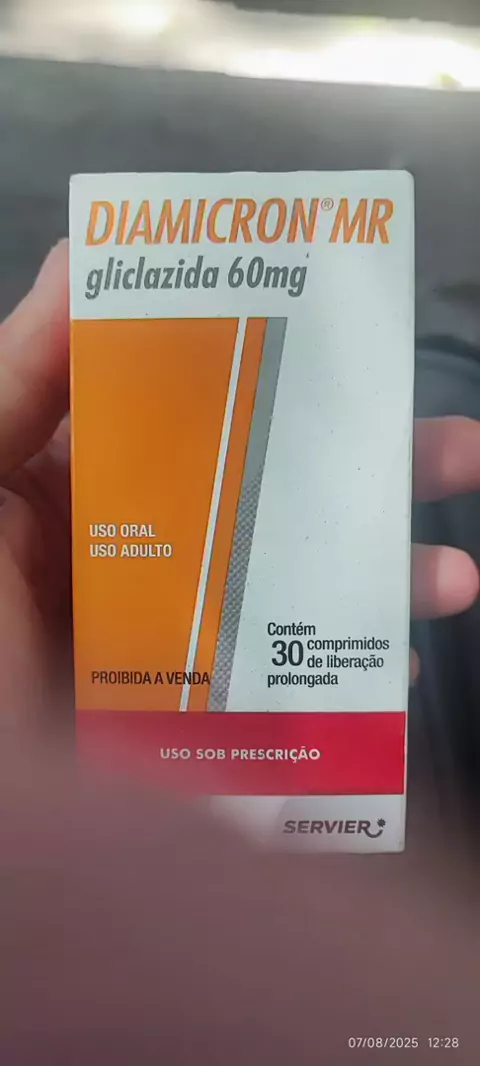 DIAMICRON® MR
gliclazida 60mg
USO ORAL
USO ADULTO
Contém
30 comprimidos
de liberação
prolongada
PROIBIDA A VENDA
USO SOB PRESCRIÇÃO
SERVIER
07/08/2025 12:28